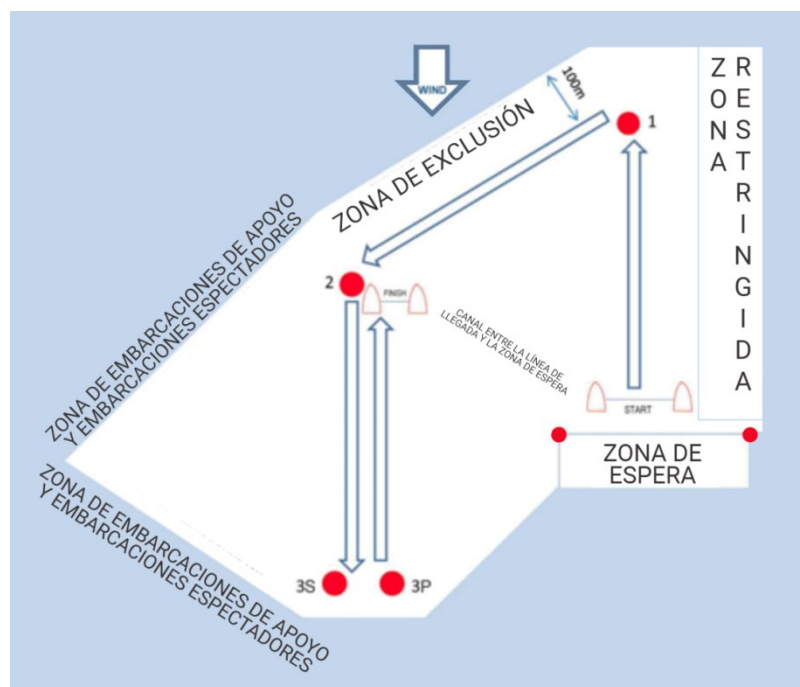 WIND
100m
ZONA DE EXCLUSIÓN
1
ZONA
RESTRINGIDA
ZONA DE EMBARCACIONES DE APOYO
Y EMBARCACIONES ESPECTADORES
2
FINISH
CANAL ENTRE LA LÍNEA DE
LLEGADA Y LA ZONA DE ESPERA
START
ZONA DE
ESPERA
ZONA DE EMBARCACIONES DE APOYO
Y EMBARCACIONES ESPECTADORES
3S
3P